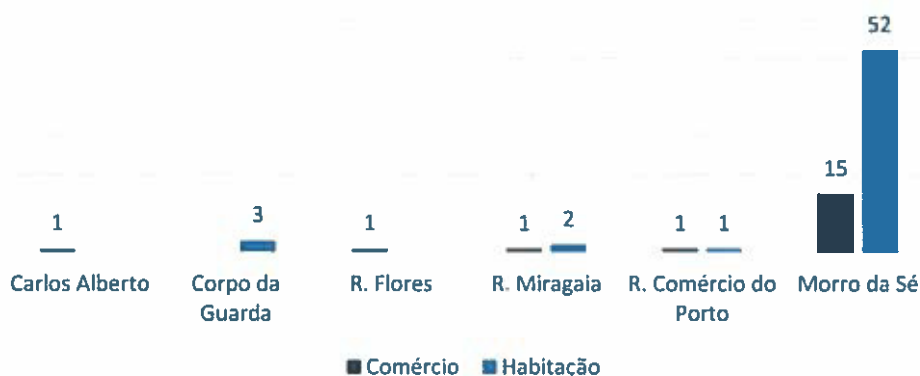 52
15
1
3
1
1
2
1
1
Carlos Alberto
Corpo da
Guarda
R. Flores
R. Miragaia
R. Comércio do
Porto
Morro da Sé
Comércio
Habitação